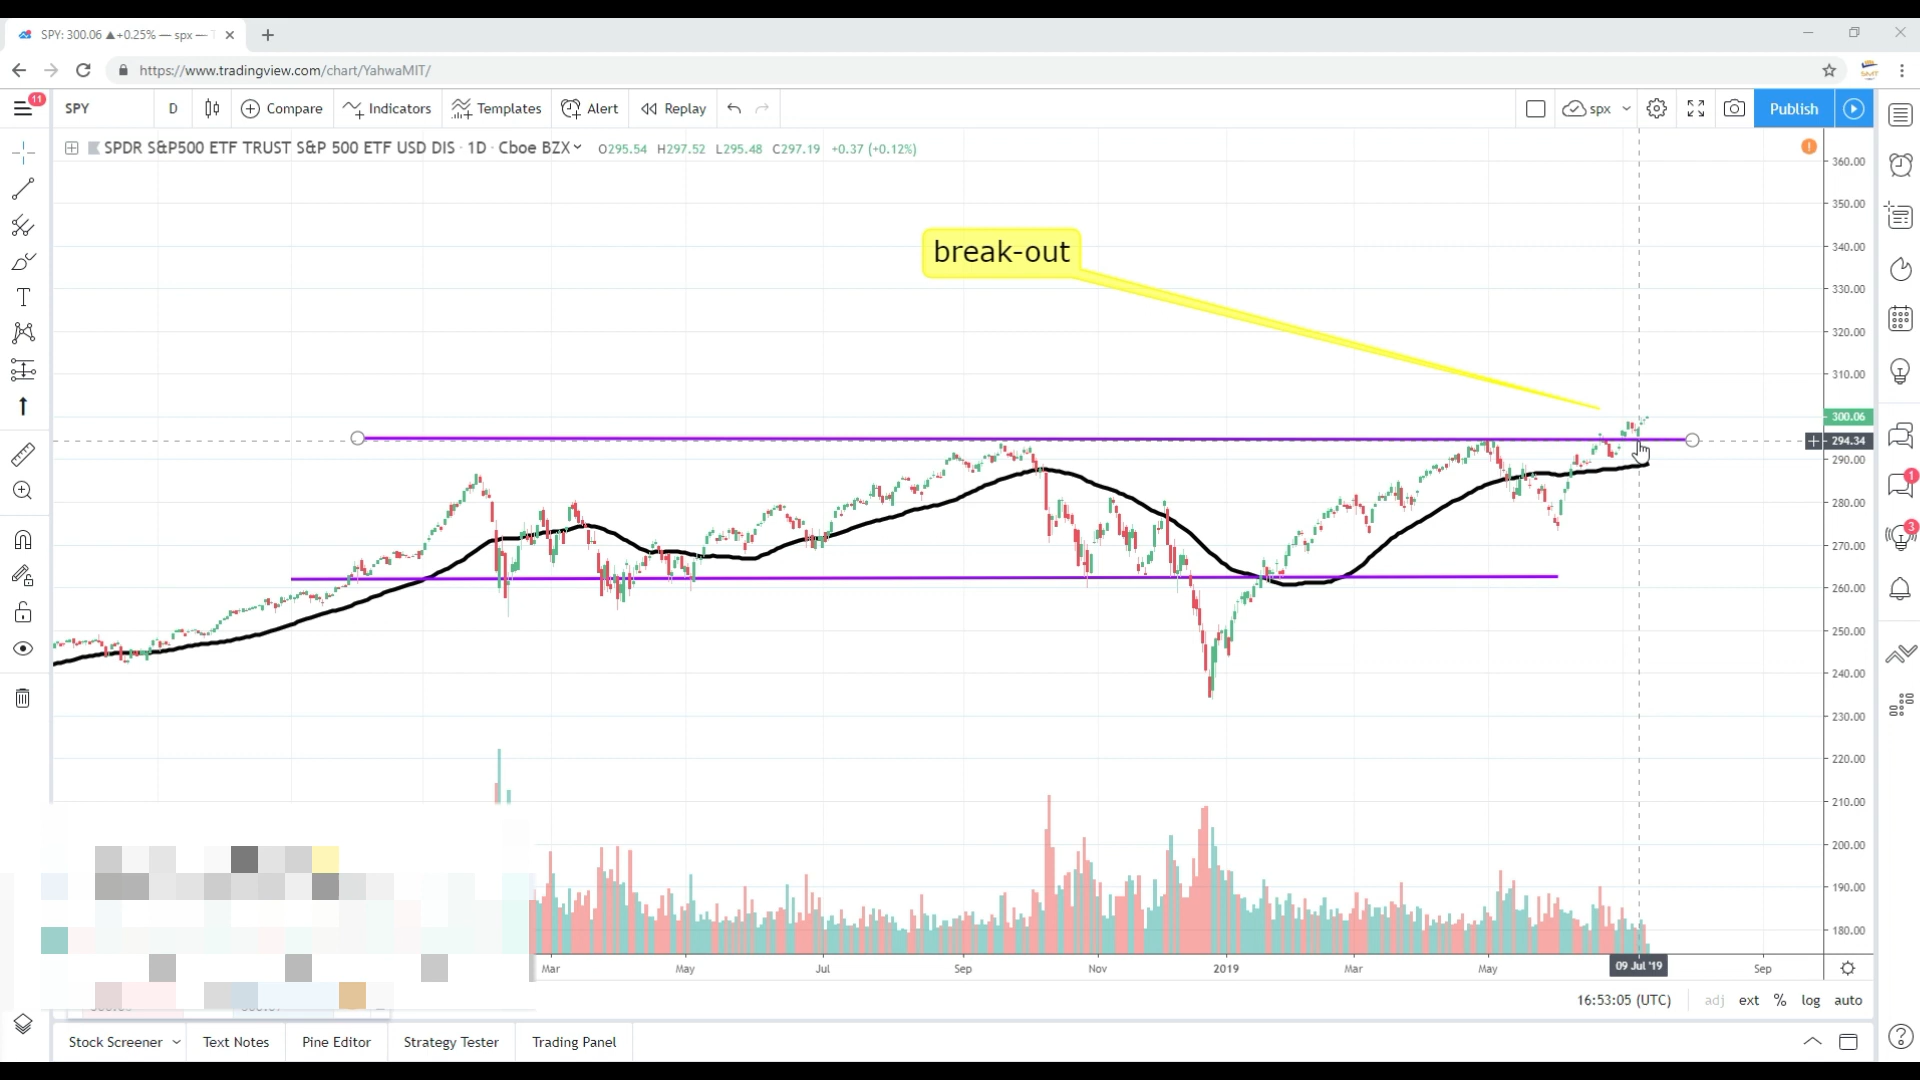 SPY: 300.06 ▲+0.25% — spx —
https://www.tradingview.com/chart/YahwaMIT/
SMT
11
SPY
D
Compare
Indicators
Templates
Alert
Replay
spx
Publish
SPDR S&P500 ETF TRUST S&P 500 ETF USD DIS · 1D · Cboe BZX
O295.54 H297.52 L295.48 C297.19 +0.37 (+0.12%)
360.00
350.00
break-out
340.00
330.00
320.00
310.00
300.06
294.34
290.00
280.00
1
3
270.00
260.00
250.00
240.00
230.00
220.00
210.00
200.00
190.00
180.00
Mar
May
Jul
Sep
Nov
2019
Mar
May
09 Jul '19
Sep
16:53:05 (UTC)
adj
ext
%
log
auto
Stock Screener
Text Notes
Pine Editor
Strategy Tester
Trading Panel